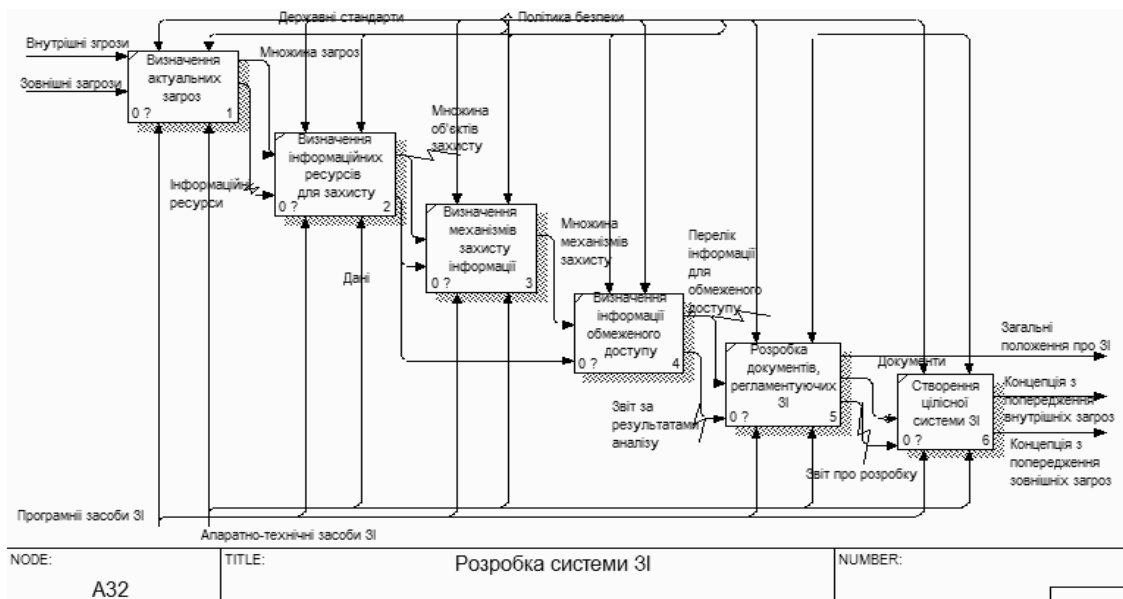 Державні стандарти
Політика безпеки
Внутрішні згрози
Зовнішні загрози
Визначення
актуальних
загроз
0 ?
1
Множина загроз
Інформаційні
ресурси
Визначення
інформаційних
ресурсів
для захисту
0 ?
2
Множина
об'єктів
захисту
Дані
Визначення
механізмів
захисту
інформації
0 ?
3
Множина
механізмів
захисту
Визначення
інформації
обмеженого
доступу
0 ?
4
Перелік
інформації
для
обмеженого
доступу
Звіт за
результатами
аналізу
Розробка
документів,
регламентуючих
ЗІ
0 ?
5
Документи
Звіт про розробку
Створення
цілісної
системи ЗІ
0 ?
6
Загальні
положення про ЗІ
Концепція з
попередження
внутрішніх загроз
Концепція з
попередження
зовнішніх загроз
Програмніі засоби ЗІ
Апаратно-технічні засоби ЗІ
NODE:
A32
TITLE:
Розробка системи ЗІ
NUMBER: